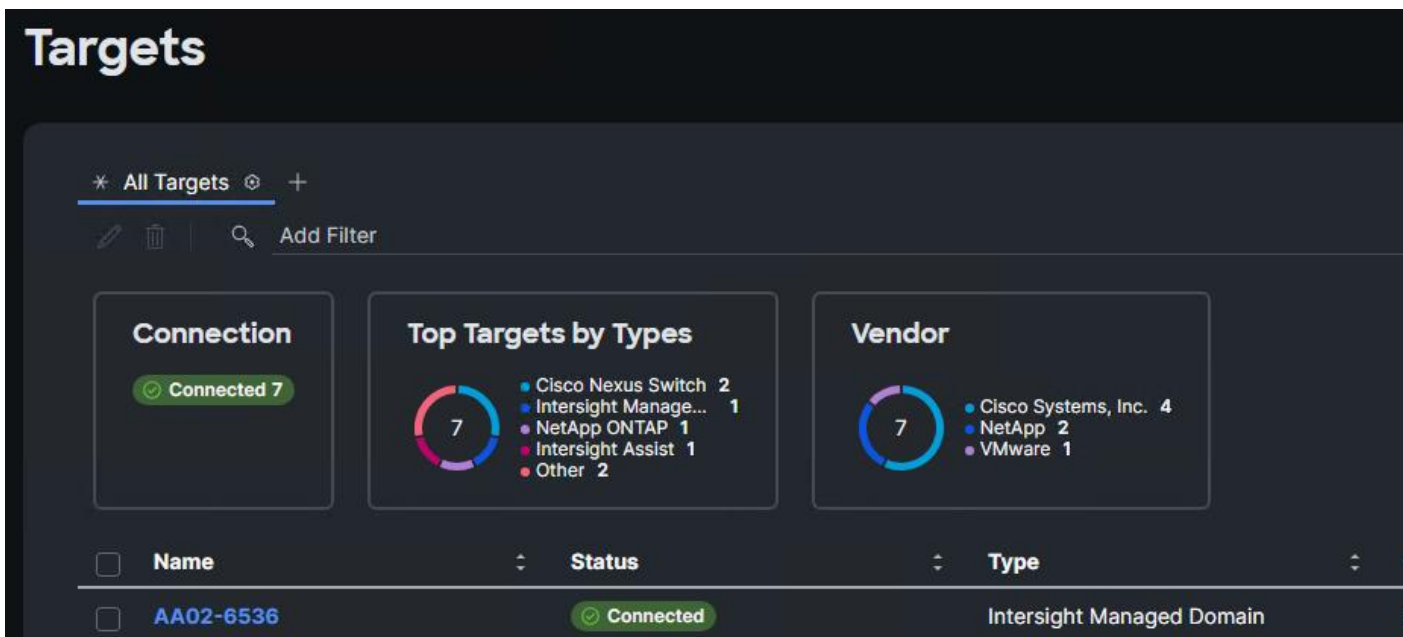 Targets
All Targets
Add Filter
Connection
Connected 7
Top Targets by Types
7
Cisco Nexus Switch 2
Intersight Manage... 1
NetApp ONTAP 1
Intersight Assist 1
Other 2
Vendor
7
Cisco Systems, Inc. 4
NetApp 2
VMware 1
Name Status Type
AA02-6536 Connected Intersight Managed Domain